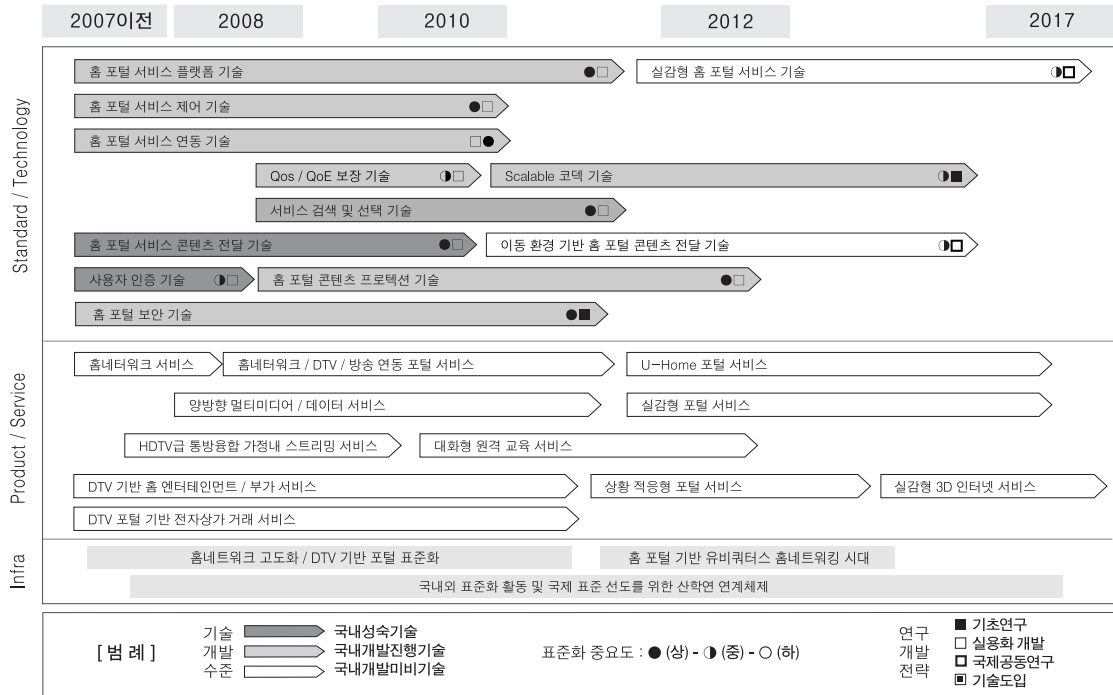 2007이전 2008 2010 2012 2017
Standard / Technology
홈 포털 서비스 플랫폼 기술 ●□ 실감형 홈 포털 서비스 기술 ◑□
홈 포털 서비스 제어 기술 ●□
홈 포털 서비스 연동 기술 □●
Qos / QoE 보장 기술 ◑□ Scalable 코덱 기술 ◑■
서비스 검색 및 선택 기술 ●□
홈 포털 서비스 콘텐츠 전달 기술 ●□ 이동 환경 기반 홈 포털 콘텐츠 전달 기술 ◑□
사용자 인증 기술 ◑□ 홈 포털 콘텐츠 프로텍션 기술 ●□
홈 포털 보안 기술 ●■
Product / Service
홈네터워크 서비스 홈네터워크 / DTV / 방송 연동 포털 서비스 U-Home 포털 서비스
양방향 멀티미디어 / 데이터 서비스 실감형 포털 서비스
HDTV급 통방융합 가정내 스트리밍 서비스 대화형 원격 교육 서비스
DTV 기반 홈 엔터테인먼트 / 부가 서비스 상황 적응형 포털 서비스 실감형 3D 인터넷 서비스
DTV 포털 기반 전자상가 거래 서비스
Infra
홈네트워크 고도화 / DTV 기반 포털 표준화 홈 포털 기반 유비쿼터스 홈네트워킹 시대
국내외 표준화 활동 및 국제 표준 선도를 위한 산학연 연계체제
[ 범 례 ]
기술 개발 수준
국내성숙기술
국내개발진행기술
국내개발미비기술
표준화 중요도 : ● (상) - ◑ (중) - ○ (하)
연구 개발 전략
■ 기초연구
□ 실용화 개발
□ 국제공동연구
▣ 기술도입